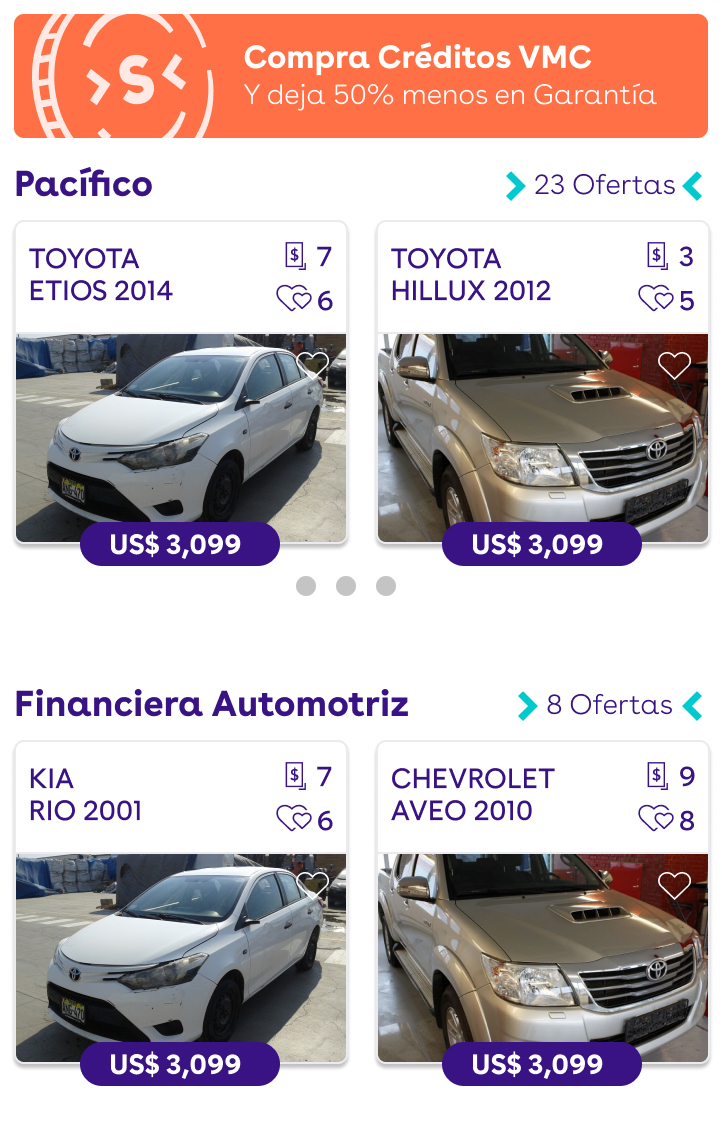 Compra Créditos VMC
Y deja 50% menos en Garantía
Pacífico
23 Ofertas
TOYOTA
ETIOS 2014
$ 7
6
TOYOTA
HILLUX 2012
$ 3
5
US$ 3,099
US$ 3,099
Financiera Automotriz
8 Ofertas
KIA
RIO 2001
$ 7
6
CHEVROLET
AVEO 2010
$ 9
8
US$ 3,099
US$ 3,099